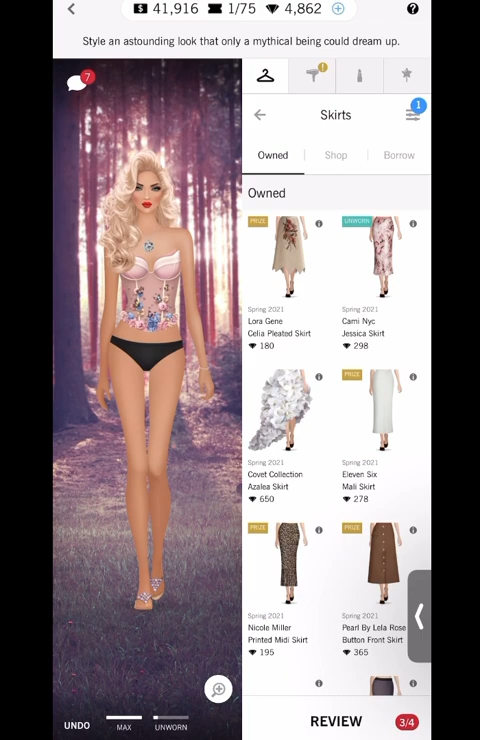 41,916 1/75 4,862
Style an astounding look that only a mythical being could dream up.
7
Skirts
1
Owned Shop Borrow
Owned
PRIZE
UNWORN
Spring 2021
Lora Gene
Celia Pleated Skirt
180
Spring 2021
Cami Nyc
Jessica Skirt
298
PRIZE
Spring 2021
Covet Collection
Azalea Skirt
650
Spring 2021
Eleven Six
Mali Skirt
278
PRIZE
PRIZE
Spring 2021
Nicole Miller
Printed Midi Skirt
195
Spring 2021
Pearl By Lela Rose
Button Front Skirt
365
UNDO
MAX
UNWORN
REVIEW 3/4